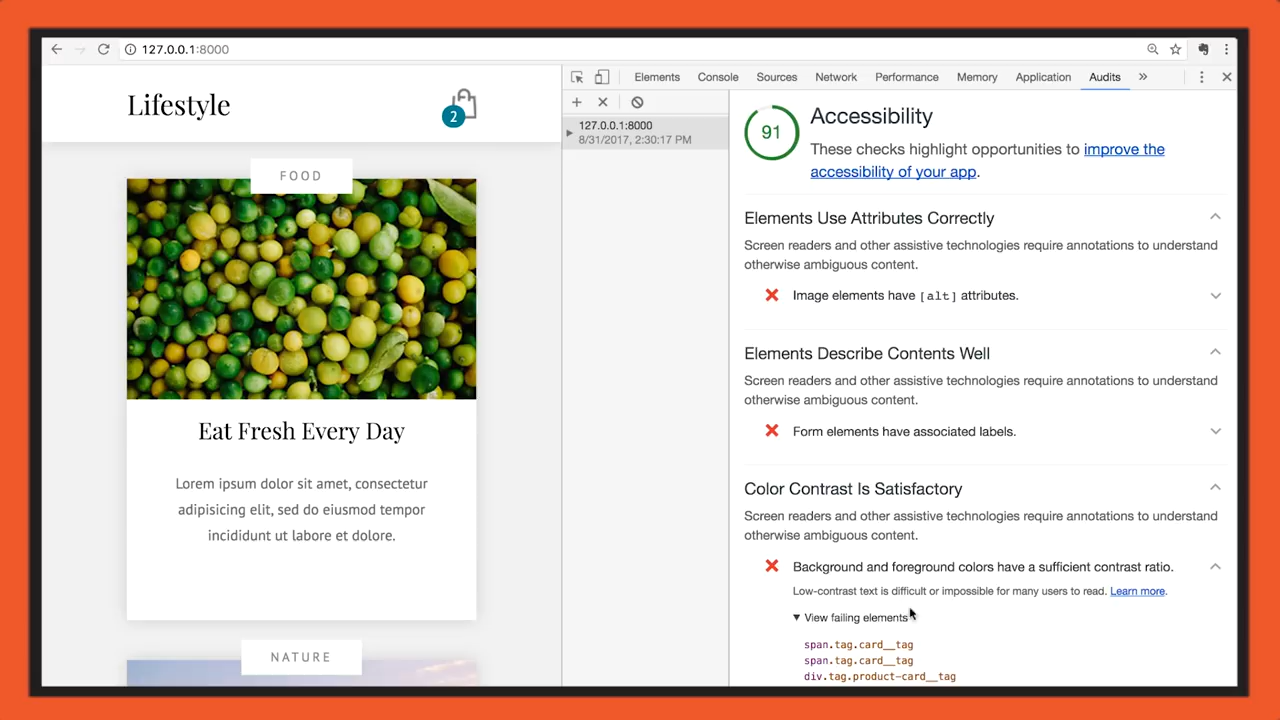 127.0.0.1:8000
Lifestyle
2
FOOD
Eat Fresh Every Day
Lorem ipsum dolor sit amet, consectetur
adipisicing elit, sed do eiusmod tempor
incididunt ut labore et dolore.
NATURE
Elements Console Sources Network Performance Memory Application Audits
127.0.0.1:8000
8/31/2017, 2:30:17 PM
91
Accessibility
These checks highlight opportunities to improve the
accessibility of your app.
Elements Use Attributes Correctly
Screen readers and other assistive technologies require annotations to understand
otherwise ambiguous content.
Image elements have [alt] attributes.
Elements Describe Contents Well
Screen readers and other assistive technologies require annotations to understand
otherwise ambiguous content.
Form elements have associated labels.
Color Contrast Is Satisfactory
Screen readers and other assistive technologies require annotations to understand
otherwise ambiguous content.
Background and foreground colors have a sufficient contrast ratio.
Low-contrast text is difficult or impossible for many users to read. Learn more.
View failing elements
span.tag.card__tag
span.tag.card__tag
div.tag.product-card__tag